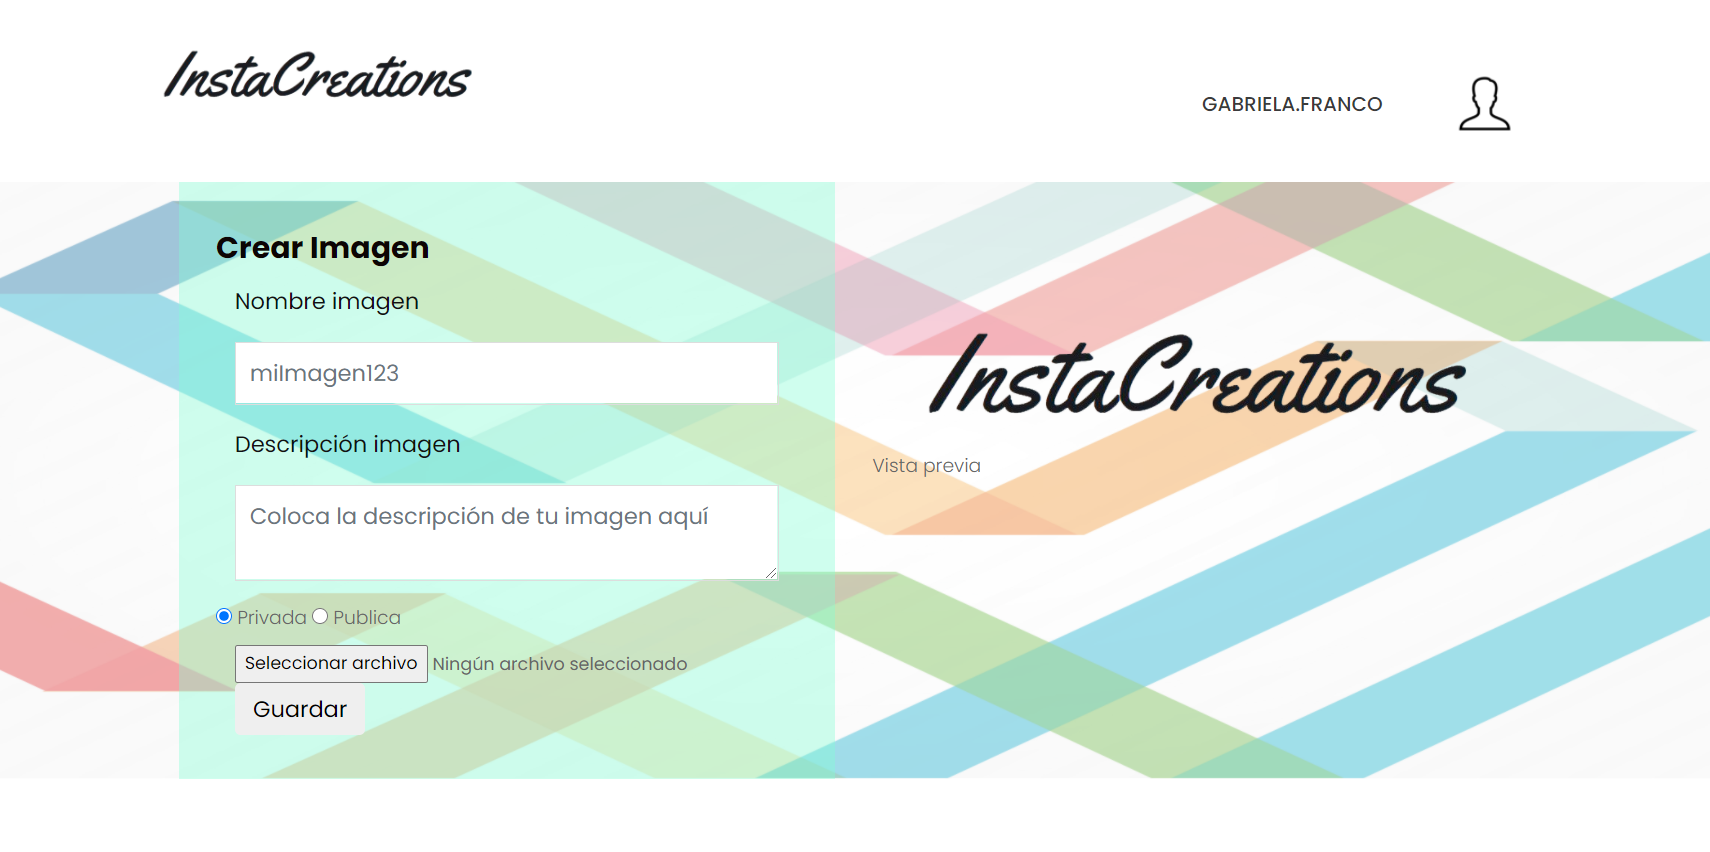 InstaCreations
GABRIELA.FRANCO
Crear Imagen
Nombre imagen
miImagen123
Descripción imagen
Coloca la descripción de tu imagen aquí
Privada Publica
Seleccionar archivo Ningún archivo seleccionado
Guardar
InstaCreations
Vista previa